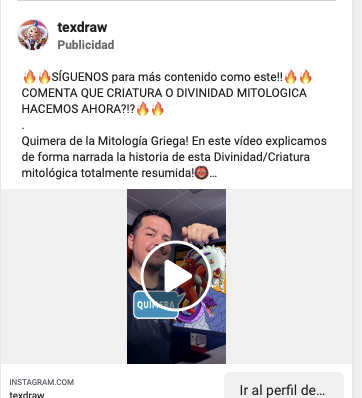 texdraw
Publicidad
🔥🔥SÍGUENOS para más contenido como este!!🔥🔥
COMENTA QUE CRIATURA O DIVINIDAD MITOLOGICA
HACEMOS AHORA?!?🔥🔥
.
Quimera de la Mitología Griega! En este vídeo explicamos
de forma narrada la historia de esta Divinidad/Criatura
mitológica totalmente resumida!👹...
QUIMERA
INSTAGRAM.COM
texdraw
Ir al perfil de...